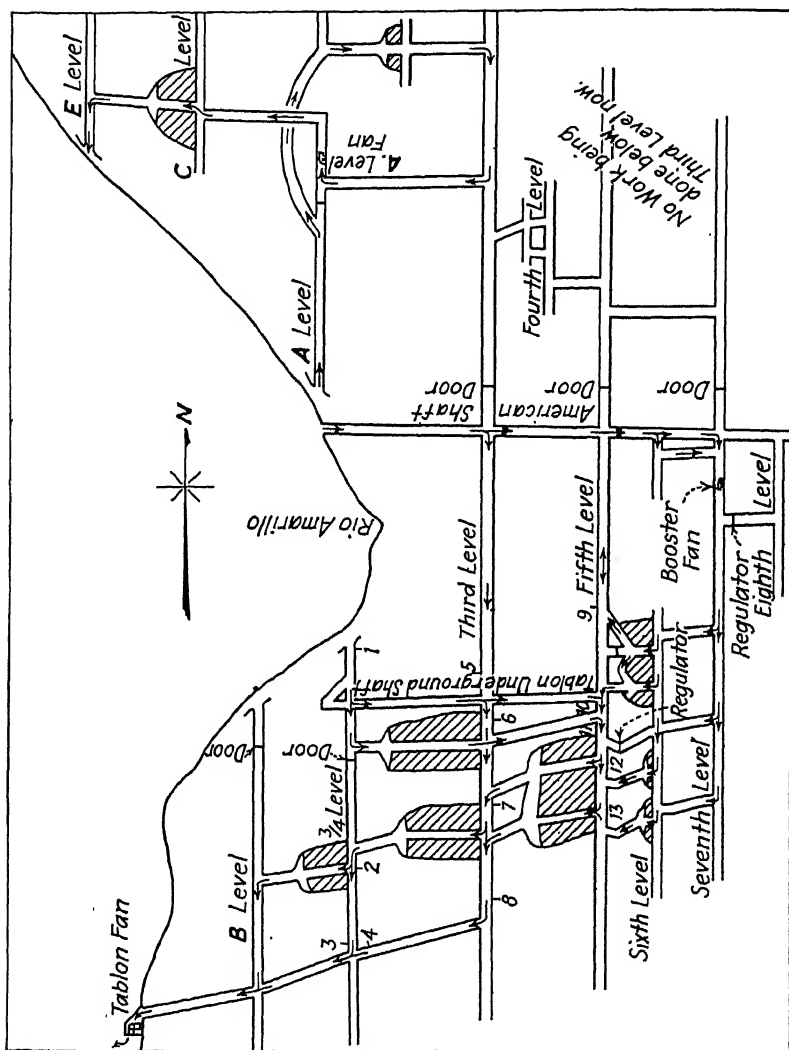 E Level
C Level
A. Level
Fan
A Level
No Work being
done below
Third Level now.
Fourth Level
N
Rio Amarillo
American Shaft
Door
Door
Door
Third Level
9, Fifth Level
Booster
Fan
Regulator
Eighth Level
1
5
Tablon Underground Shaft
6
10
11
Regulator
12
Door
Door
3/4 Level
B Level
2
7
13
Sixth Level
Seventh Level
3
4
8
Tablon Fan